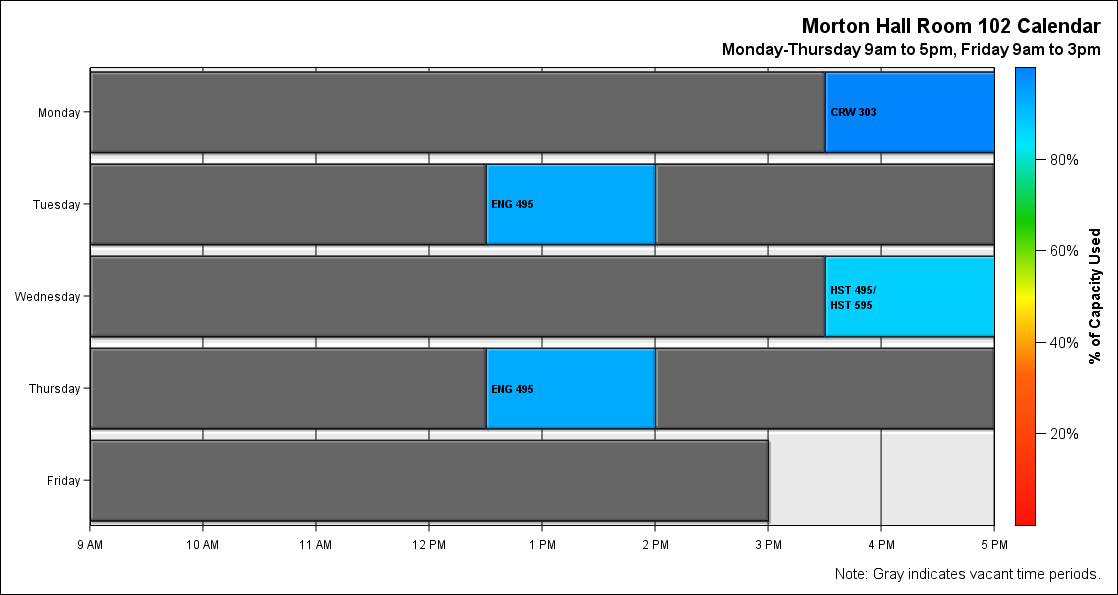 Morton Hall Room 102 Calendar
Monday-Thursday 9am to 5pm, Friday 9am to 3pm
Monday
CRW 303
Tuesday
ENG 495
Wednesday
HST 495/
HST 595
Thursday
ENG 495
Friday
9 AM 10 AM 11 AM 12 PM 1 PM 2 PM 3 PM 4 PM 5 PM
80%
60%
40%
20%
% of Capacity Used
Note: Gray indicates vacant time periods.